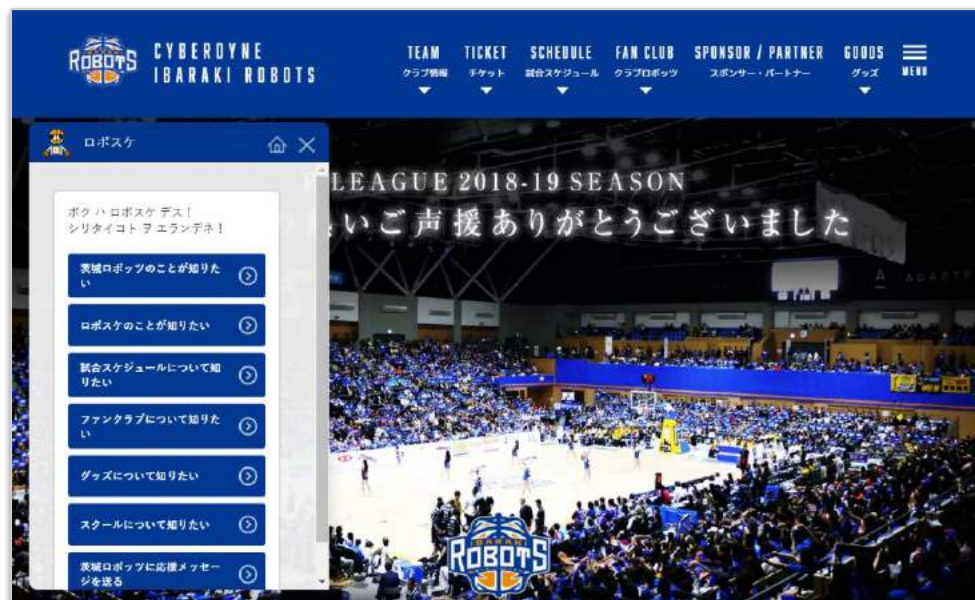 ROBOTS
CYBERDYNE
IBARAKI ROBOTS
TEAM
クラブ情報
TICKET
チケット
SCHEDULE
試合スケジュール
FAN CLUB
クラブロボッツ
SPONSOR / PARTNER
スポンサー・パートナー
GOODS
グッズ
MENU
ロボスケ
LEAGUE 2018-19 SEASON
いご声援ありがとうございました
ボク ハ ロボスケ デス!
シリタイコト ヲ エランデネ!
茨城ロボッツのことが知りた
い
ロボスケのことが知りたい
試合スケジュールについて知
りたい
ファンクラブについて知りた
い
グッズについて知りたい
スクールについて知りたい
茨城ロボッツに応援メッセー
ジを送る
IBARAKI
ROBOTS